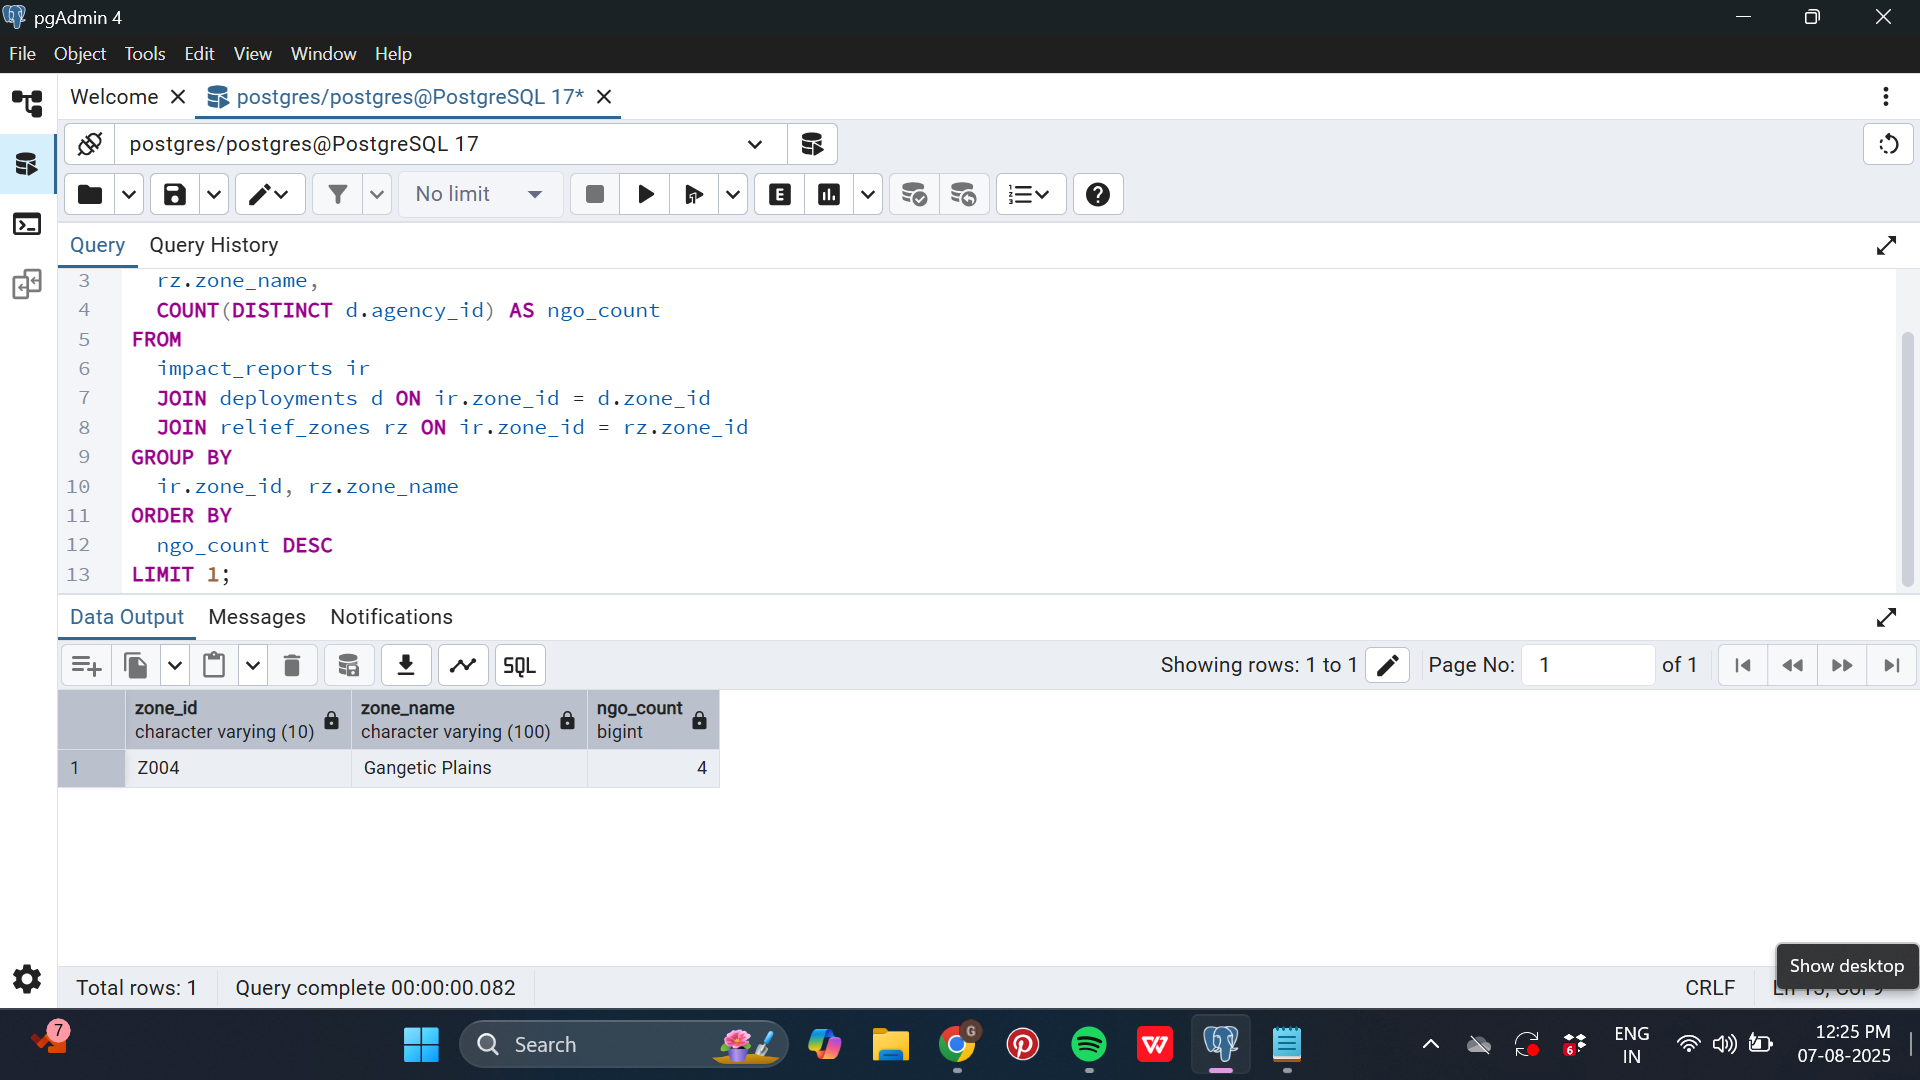 pgAdmin 4
File Object Tools Edit View Window Help
Welcome postgres/postgres@PostgreSQL 17*
postgres/postgres@PostgreSQL 17
No limit
E
Query Query History
3 rz.zone_name,
4 COUNT(DISTINCT d.agency_id) AS ngo_count
5 FROM
6 impact_reports ir
7 JOIN deployments d ON ir.zone_id = d.zone_id
8 JOIN relief_zones rz ON ir.zone_id = rz.zone_id
9 GROUP BY
10 ir.zone_id, rz.zone_name
11 ORDER BY
12 ngo_count DESC
13 LIMIT 1;
Data Output Messages Notifications
SQL Showing rows: 1 to 1 Page No: 1 of 1
zone_id zone_name ngo_count
character varying (10) character varying (100) bigint
1 Z004 Gangetic Plains 4
Show desktop
Total rows: 1 Query complete 00:00:00.082 CRLF
7 Search G W 6 ENG 12:25 PM
IN 07-08-2025